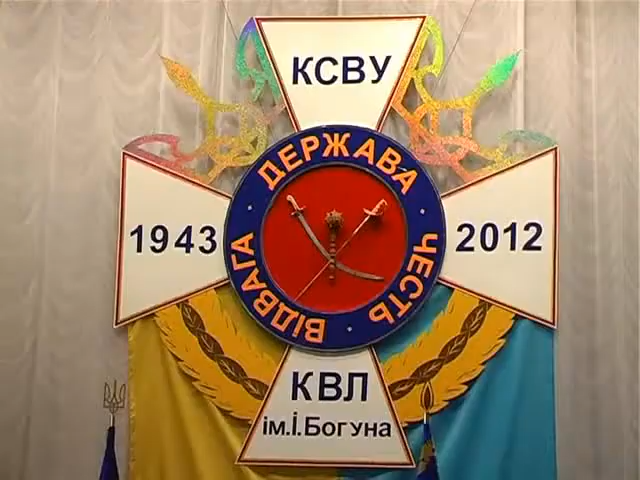 КСВУ
ДЕРЖАВА
1943
2012
ЧЕСТЬ
ВІДВАГА
КВЛ
ім.І.Богуна